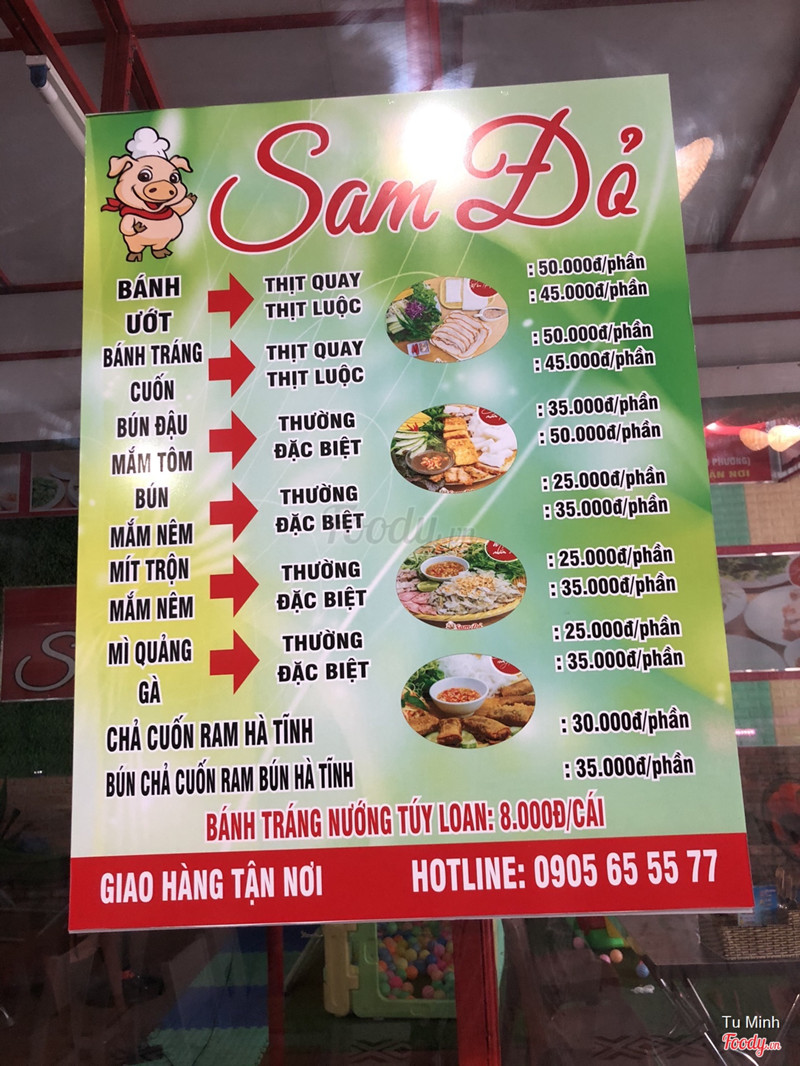 Sam Đỏ
BÁNH ƯỚT THỊT QUAY : 50.000đ/phần
THỊT LUỘC : 45.000đ/phần
BÁNH TRÁNG CUỐN THỊT QUAY : 50.000đ/phần
THỊT LUỘC : 45.000đ/phần
BÚN ĐẬU MẮM TÔM THƯỜNG : 35.000đ/phần
ĐẶC BIỆT : 50.000đ/phần
BÚN MẮM NÊM THƯỜNG : 25.000đ/phần
ĐẶC BIỆT : 35.000đ/phần
MÍT TRỘN MẮM NÊM THƯỜNG : 25.000đ/phần
ĐẶC BIỆT : 35.000đ/phần
MÌ QUẢNG GÀ THƯỜNG : 25.000đ/phần
ĐẶC BIỆT : 35.000đ/phần
CHẢ CUỐN RAM HÀ TĨNH : 30.000đ/phần
BÚN CHẢ CUỐN RAM BÚN HÀ TĨNH : 35.000đ/phần
BÁNH TRÁNG NƯỚNG TÚY LOAN: 8.000Đ/CÁI
GIAO HÀNG TẬN NƠI HOTLINE: 0905 65 55 77
Foody.vn
Sam Đỏ
Tu Minh
Foody.vn